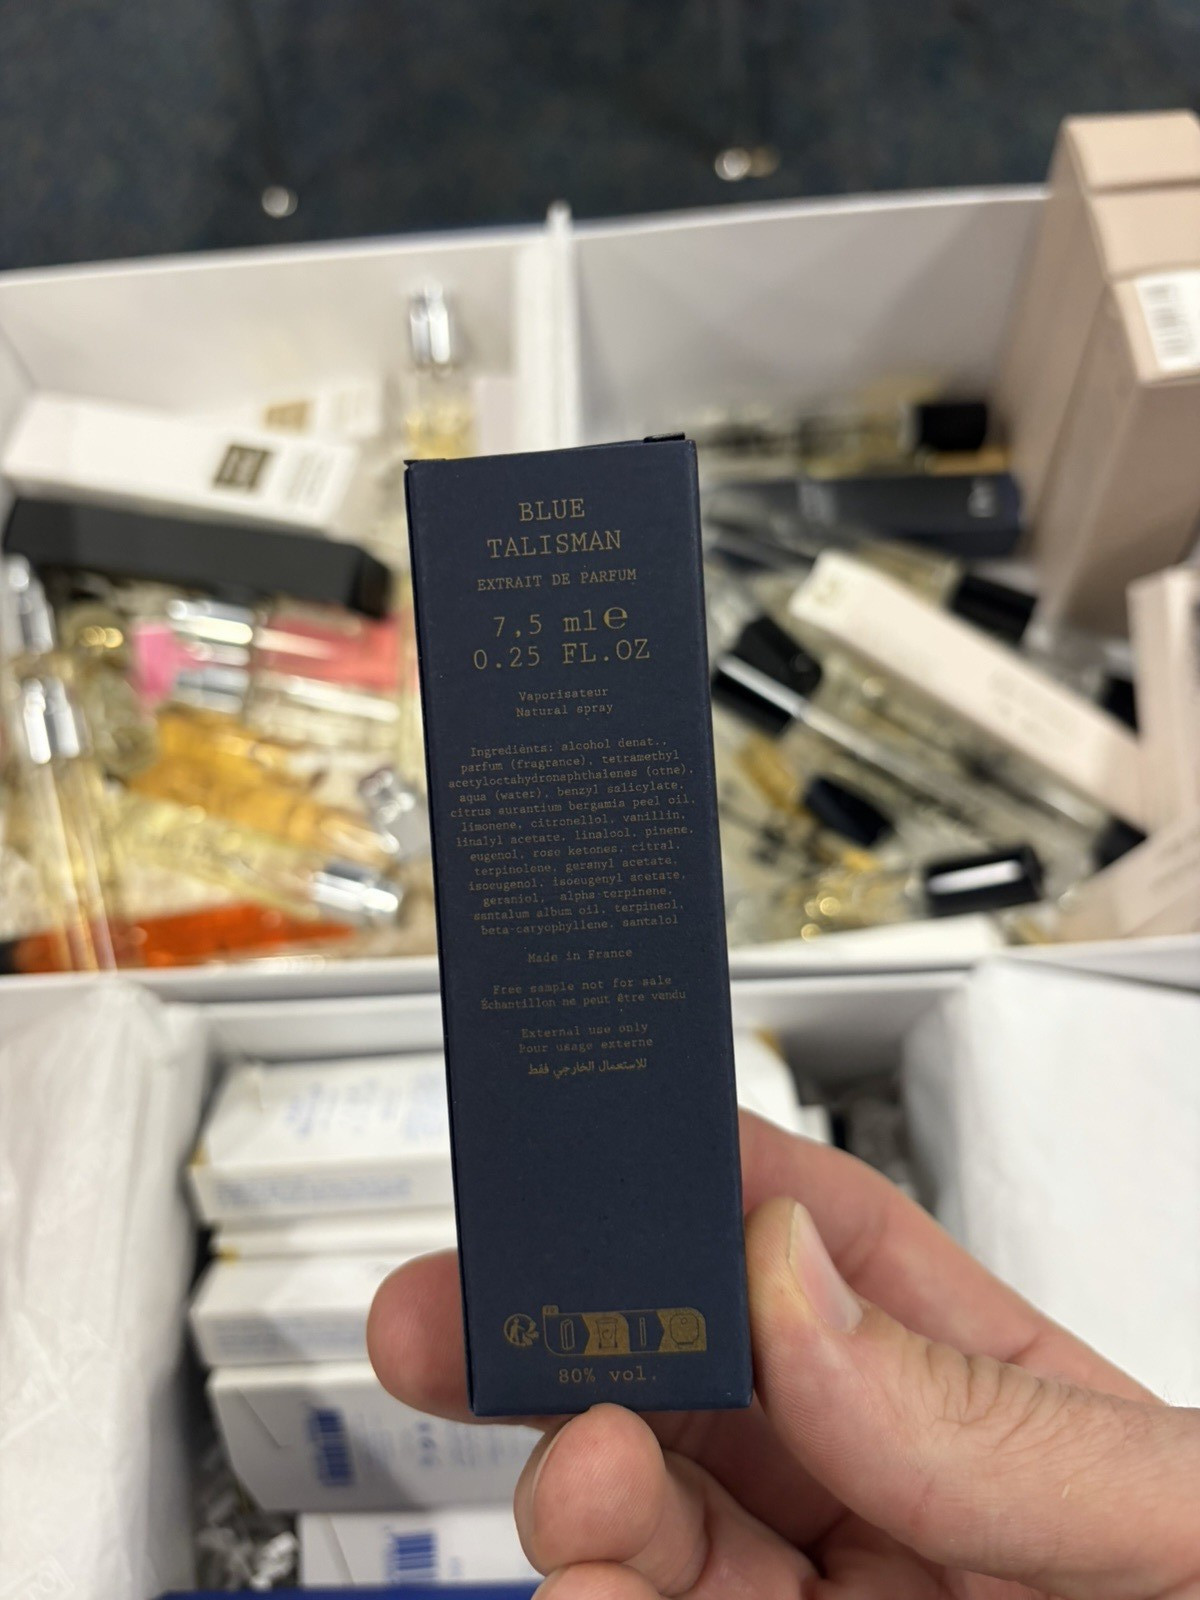 BLUE
TALISMAN
EXTRAIT DE PARFUM
7,5 ml℮
0.25 FL.OZ
Vaporisateur
Natural spray
Ingrediènts: alcohol denat.,
parfum (fragrance), tetramethyl
acetyloctahydronaphthalenes (otne),
aqua (water), benzyl salicylate,
citrus aurantium bergamia peel oil,
limonene, citronellol, vanillin,
linalyl acetate, linalool, pinene,
eugenol, rose ketones, citral,
terpinolene, geranyl acetate,
isoeugenol, isoeugenyl acetate,
geraniol, alpha-terpinene,
santalum album oil, terpineol,
beta-caryophyllene, santalol
Made in France
Free sample not for sale
Échantillon ne peut être vendu
External use only
Pour usage externe
للإستعمال الخارجي فقط
80% vol.